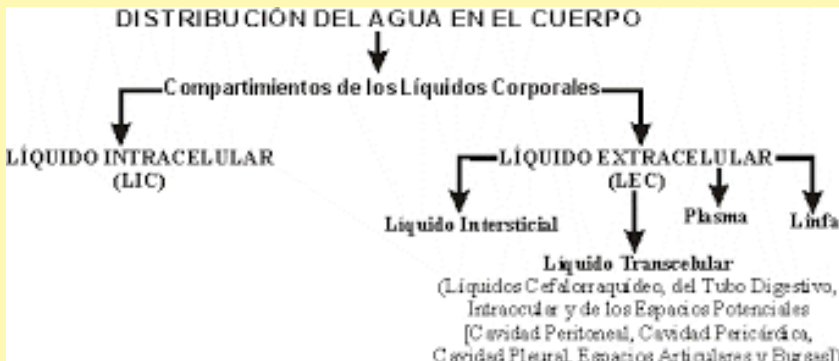 DISTRIBUCIÓN DEL AGUA EN EL CUERPO
Compartimientos de los Líquidos Corporales
LÍQUIDO INTRACELULAR
(LIC)
LÍQUIDO EXTRACELULAR
(LEC)
Líquido Intersticial
Plasma
Linfa
Líquido Transcelular
(Líquidos Cefalorraquídeo, del Tubo Digestivo,
Intraocular y de los Espacios Potenciales
[Cavidad Peritoneal, Cavidad Pericárdica,
Cavidad Pleural, Espacios Articulares y Bursas])